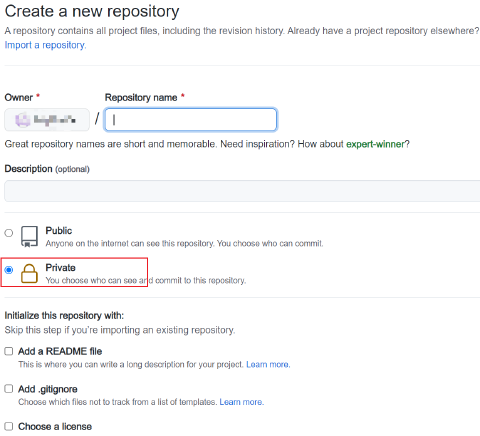 Create a new repository
A repository contains all project files, including the revision history. Already have a project repository elsewhere?
Import a repository.
Owner * Repository name *
/
Great repository names are short and memorable. Need inspiration? How about expert-winner?
Description (optional)
Public
Anyone on the internet can see this repository. You choose who can commit.
Private
You choose who can see and commit to this repository.
Initialize this repository with:
Skip this step if you're importing an existing repository.
Add a README file
This is where you can write a long description for your project. Learn more.
Add .gitignore
Choose which files not to track from a list of templates. Learn more.
Choose a license